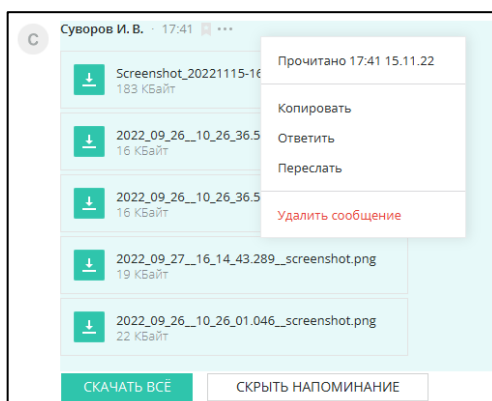 С
Суворов И. В. · 17:41
Screenshot_20221115-16
183 КБайт
2022_09_26__10_26_36.5
16 КБайт
2022_09_26__10_26_36.5
16 КБайт
2022_09_27__16_14_43.289__screenshot.png
19 КБайт
2022_09_26__10_26_01.046__screenshot.png
22 КБайт
Прочитано 17:41 15.11.22
Копировать
Ответить
Переслать
Удалить сообщение
СКАЧАТЬ ВСЁ
СКРЫТЬ НАПОМИНАНИЕ